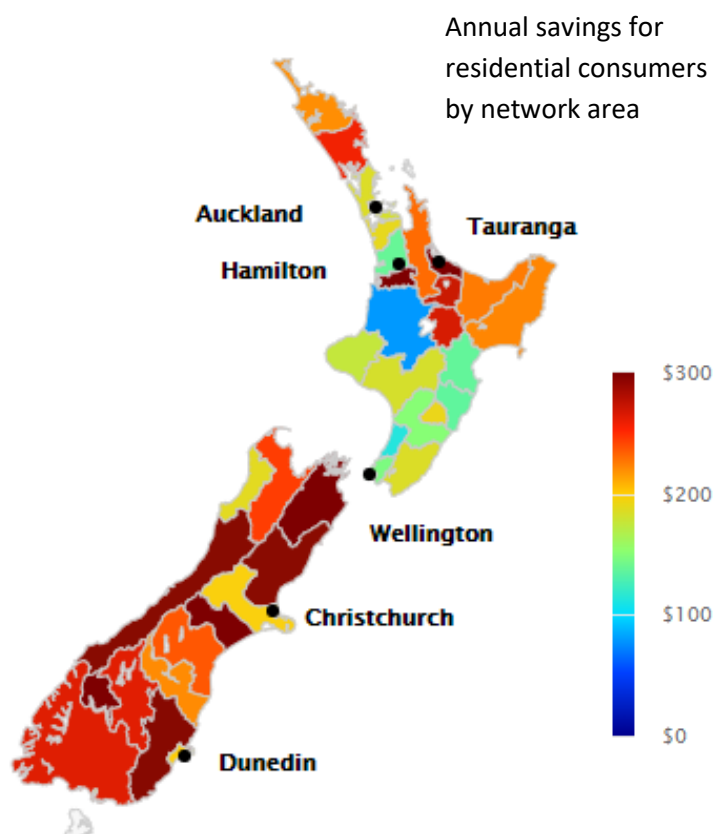 Annual savings for
residential consumers
by network area
Auckland
Tauranga
Hamilton
$300
$200
Wellington
$100
Christchurch
$0
Dunedin